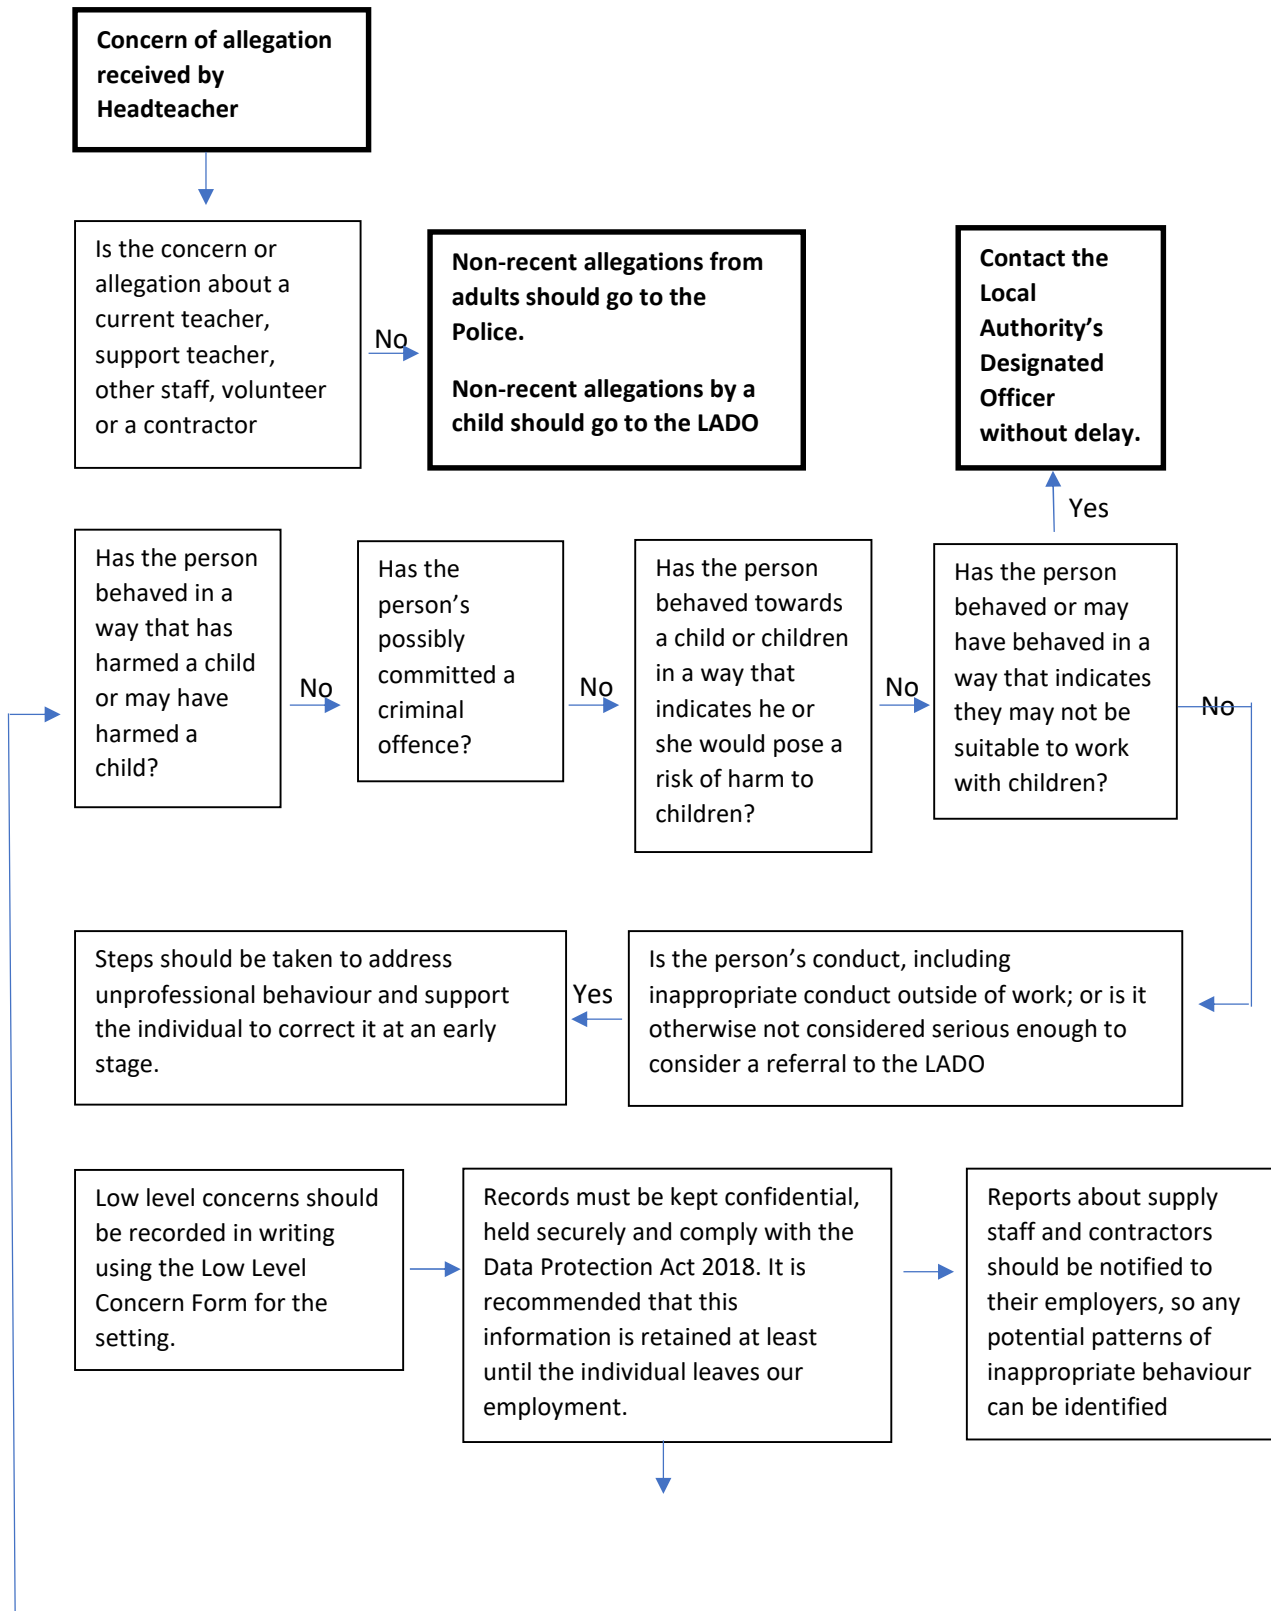 Concern of allegation
received by
Headteacher
Is the concern or
allegation about a
current teacher,
support teacher,
other staff, volunteer
or a contractor
No
Non-recent allegations from
adults should go to the
Police.
Non-recent allegations by a
child should go to the LADO
Contact the
Local
Authority’s
Designated
Officer
without delay.
Yes
Has the person
behaved in a
way that has
harmed a child
or may have
harmed a
child?
No
Has the
person’s
possibly
committed a
criminal
offence?
No
Has the person
behaved towards
a child or children
in a way that
indicates he or
she would pose a
risk of harm to
children?
No
Has the person
behaved or may
have behaved in a
way that indicates
they may not be
suitable to work
with children?
No
Is the person’s conduct, including
inappropriate conduct outside of work; or is it
otherwise not considered serious enough to
consider a referral to the LADO
Yes
Steps should be taken to address
unprofessional behaviour and support
the individual to correct it at an early
stage.
Low level concerns should
be recorded in writing
using the Low Level
Concern Form for the
setting.
Records must be kept confidential,
held securely and comply with the
Data Protection Act 2018. It is
recommended that this
information is retained at least
until the individual leaves our
employment.
Reports about supply
staff and contractors
should be notified to
their employers, so any
potential patterns of
inappropriate behaviour
can be identified